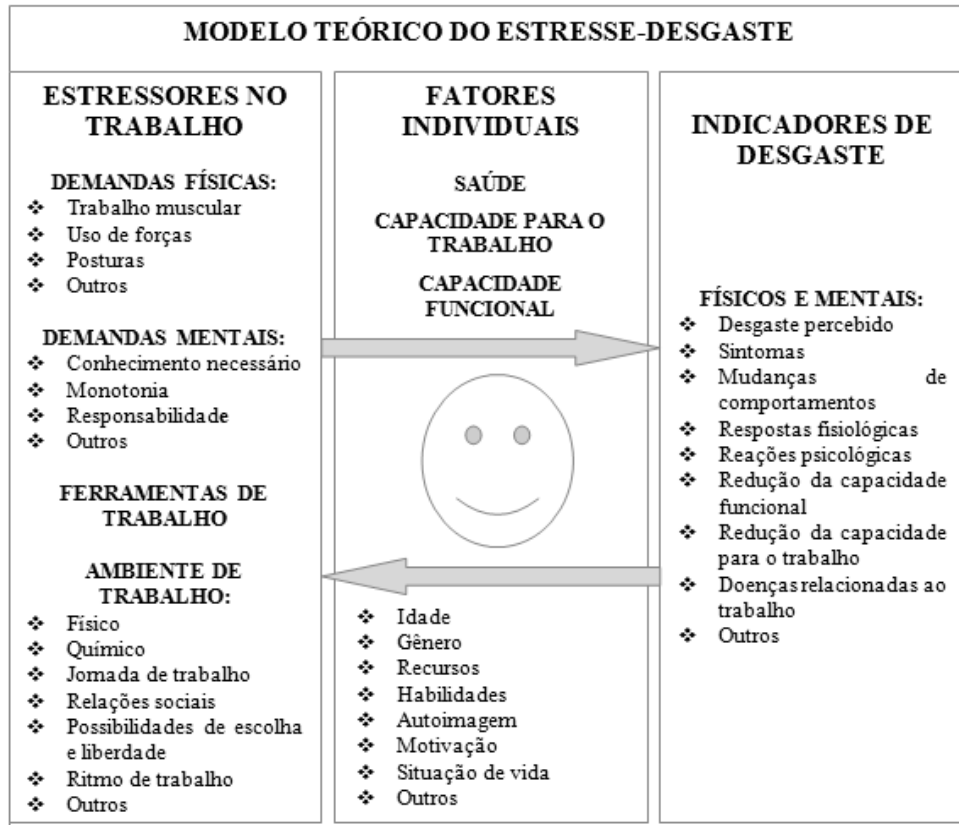 MODELO TEÓRICO DO ESTRESSE-DESGASTE
ESTRESSORES NO
TRABALHO
DEMANDAS FÍSICAS:
❖ Trabalho muscular
❖ Uso de forças
❖ Posturas
❖ Outros
DEMANDAS MENTAIS:
❖ Conhecimento necessário
❖ Monotonia
❖ Responsabilidade
❖ Outros
FERRAMENTAS DE
TRABALHO
AMBIENTE DE
TRABALHO:
❖ Físico
❖ Químico
❖ Jornada de trabalho
❖ Relações sociais
❖ Possibilidades de escolha
e liberdade
❖ Ritmo de trabalho
❖ Outros
FATORES
INDIVIDUAIS
SAÚDE
CAPACIDADE PARA O
TRABALHO
CAPACIDADE
FUNCIONAL
❖ Idade
❖ Gênero
❖ Recursos
❖ Habilidades
❖ Autoimagem
❖ Motivação
❖ Situação de vida
❖ Outros
INDICADORES DE
DESGASTE
FÍSICOS E MENTAIS:
❖ Desgaste percebido
❖ Sintomas
❖ Mudanças de
comportamentos
❖ Respostas fisiológicas
❖ Reações psicológicas
❖ Redução da capacidade
funcional
❖ Redução da capacidade
para o trabalho
❖ Doenças relacionadas ao
trabalho
❖ Outros